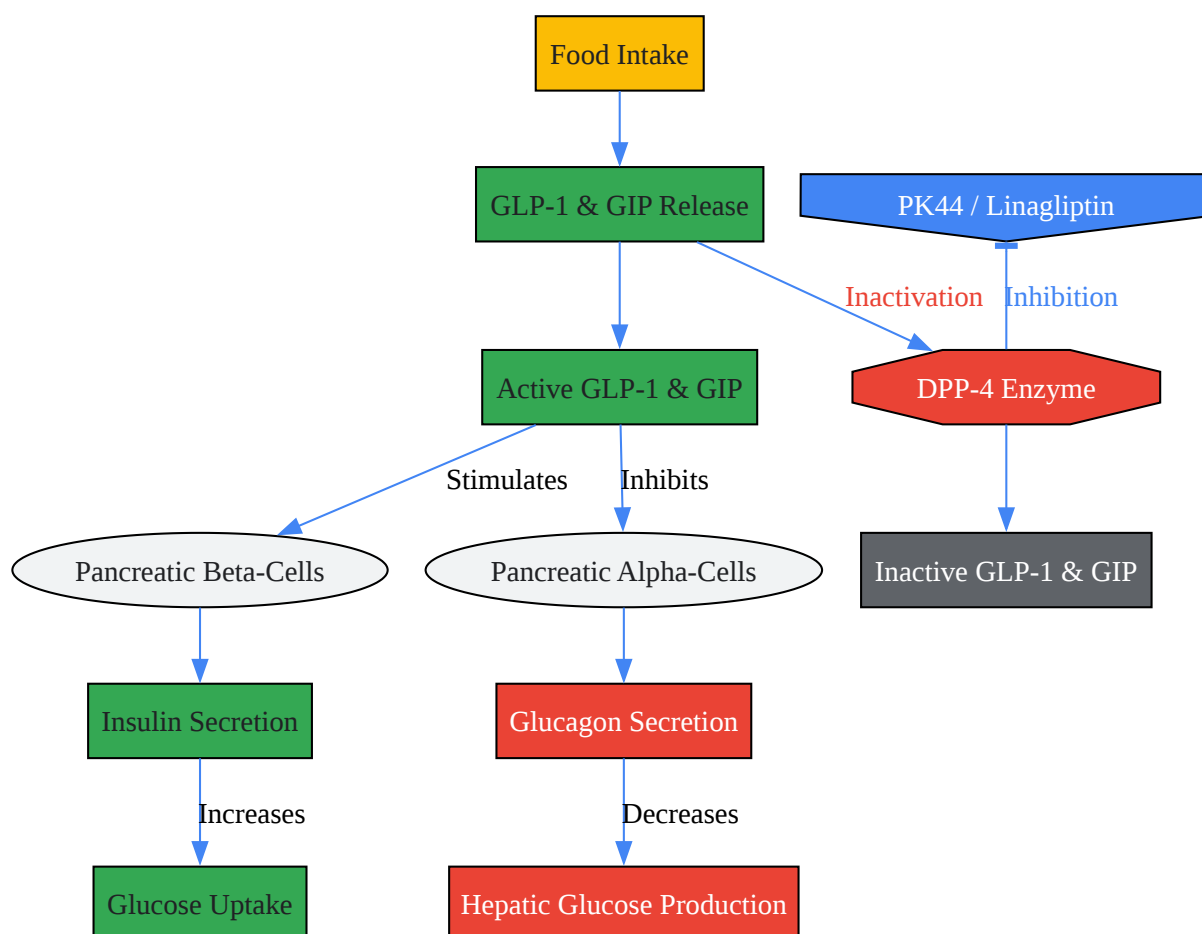 Food Intake
GLP-1 & GIP Release
PK44 / Linagliptin
Inactivation
Inhibition
Active GLP-1 & GIP
DPP-4 Enzyme
Stimulates
Inhibits
Pancreatic Beta-Cells
Pancreatic Alpha-Cells
Inactive GLP-1 & GIP
Insulin Secretion
Glucagon Secretion
Increases
Decreases
Glucose Uptake
Hepatic Glucose Production